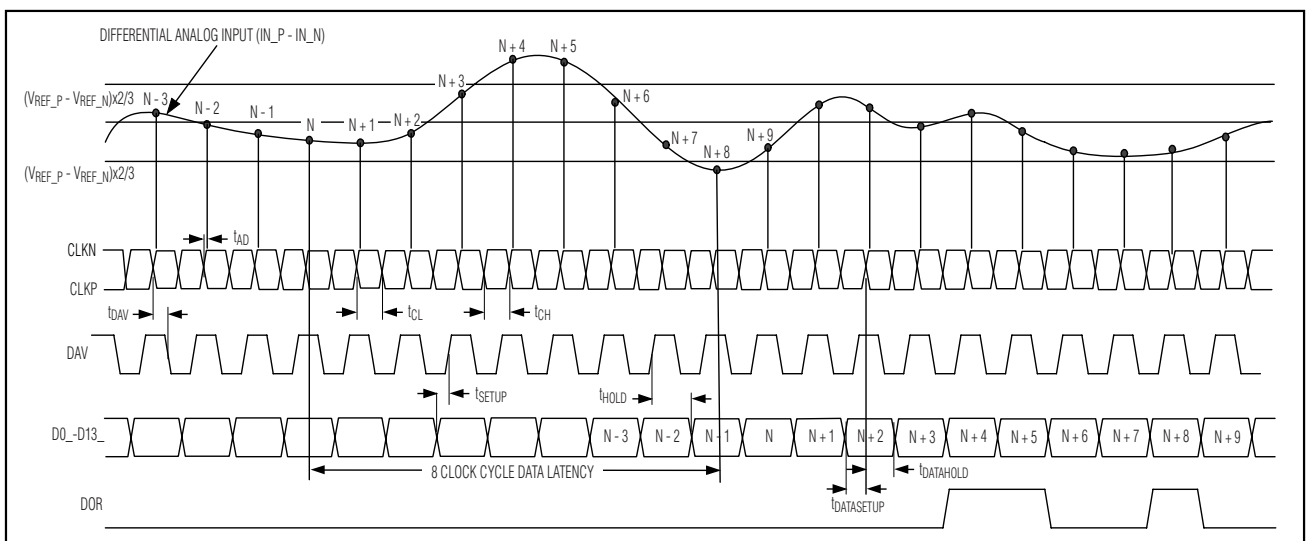 DIFFERENTIAL ANALOG INPUT (IN_P - IN_N)
(VREF_P - VREF_N)x2/3
N - 3
N - 2
N - 1
N
N + 1
N + 2
N + 3
N + 4
N + 5
N + 6
N + 7
N + 8
N + 9
(VREF_P - VREF_N)x2/3
tAD
CLKN
CLKP
tDAV
tCL
tCH
DAV
tSETUP
tHOLD
D0_-D13_
N - 3
N - 2
N - 1
N
N + 1
N + 2
N + 3
N + 4
N + 5
N + 6
N + 7
N + 8
N + 9
8 CLOCK CYCLE DATA LATENCY
tDATAHOLD
tDATASETUP
DOR